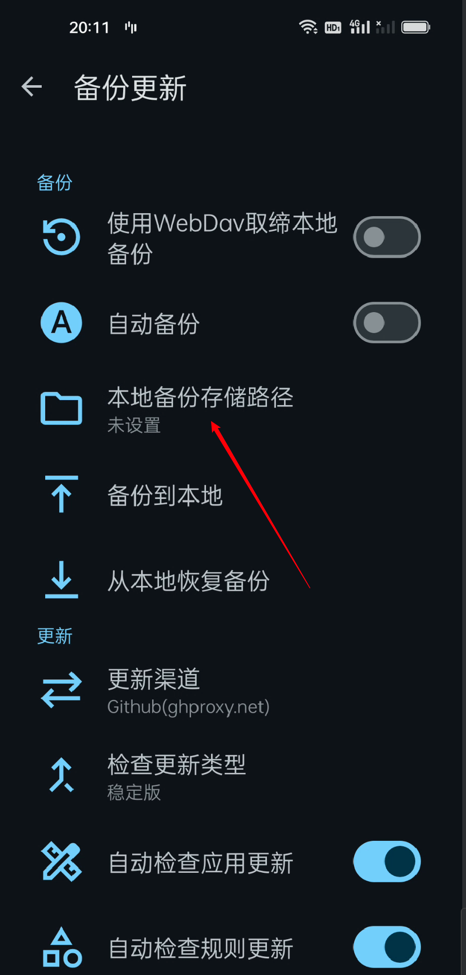 20:11
HD1 4G
备份更新
备份
使用WebDav取缔本地
备份
A 自动备份
本地备份存储路径
未设置
备份到本地
从本地恢复备份
更新
更新渠道
Github(ghproxy.net)
检查更新类型
稳定版
自动检查应用更新
自动检查规则更新